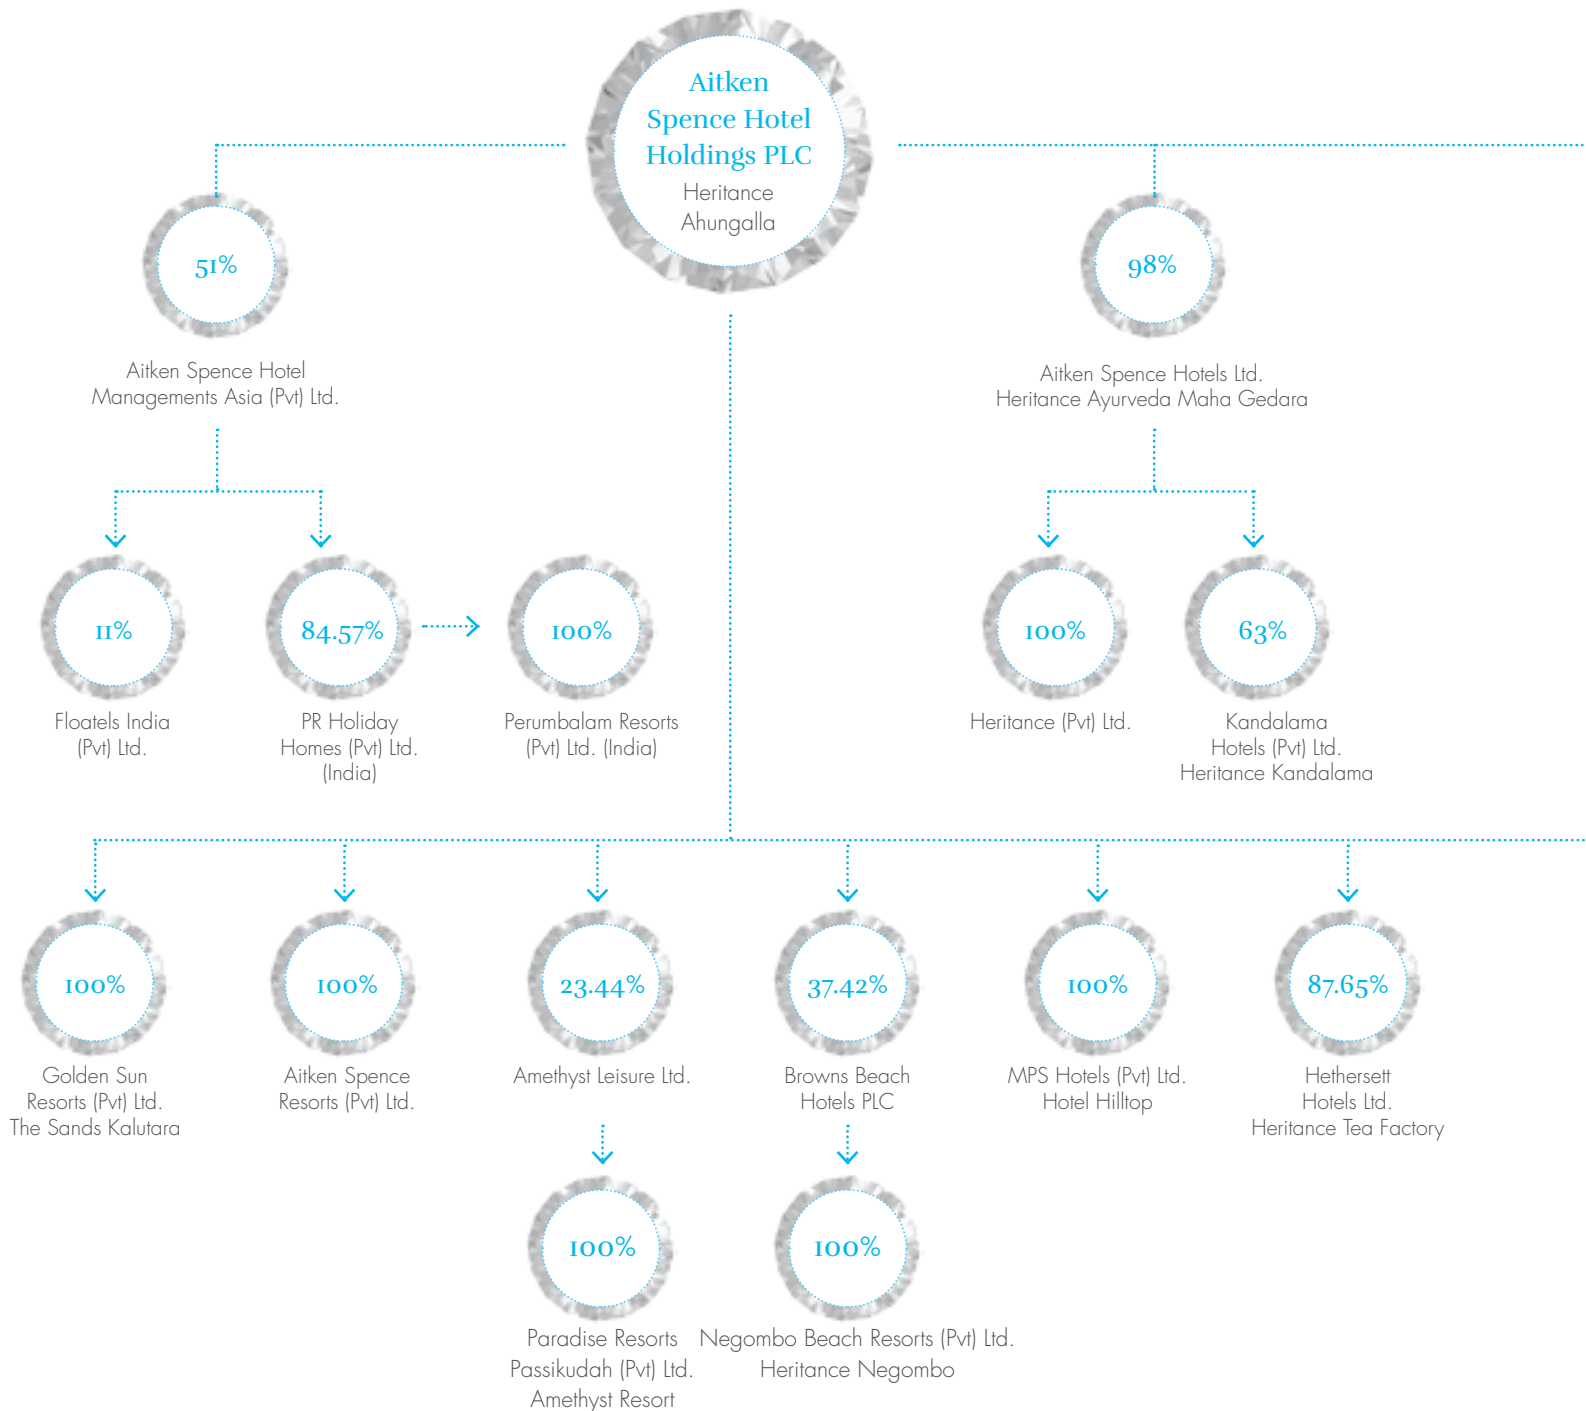 Aitken
Spence Hotel
Holdings PLC
Heritance
Ahungalla
51%
Aitken Spence Hotel
Managements Asia (Pvt) Ltd.
98%
Aitken Spence Hotels Ltd.
Heritance Ayurveda Maha Gedara
11%
Floatels India
(Pvt) Ltd.
84.57%
PR Holiday
Homes (Pvt) Ltd.
(India)
100%
Perumbalam Resorts
(Pvt) Ltd. (India)
100%
Heritance (Pvt) Ltd.
63%
Kandalama
Hotels (Pvt) Ltd.
Heritance Kandalama
100%
Golden Sun
Resorts (Pvt) Ltd.
The Sands Kalutara
100%
Aitken Spence
Resorts (Pvt) Ltd.
23.44%
Amethyst Leisure Ltd.
37.42%
Browns Beach
Hotels PLC
100%
MPS Hotels (Pvt) Ltd.
Hotel Hilltop
87.65%
Hethersett
Hotels Ltd.
Heritance Tea Factory
100%
Paradise Resorts
Passikudah (Pvt) Ltd.
Amethyst Resort
100%
Negombo Beach Resorts (Pvt) Ltd.
Heritance Negombo